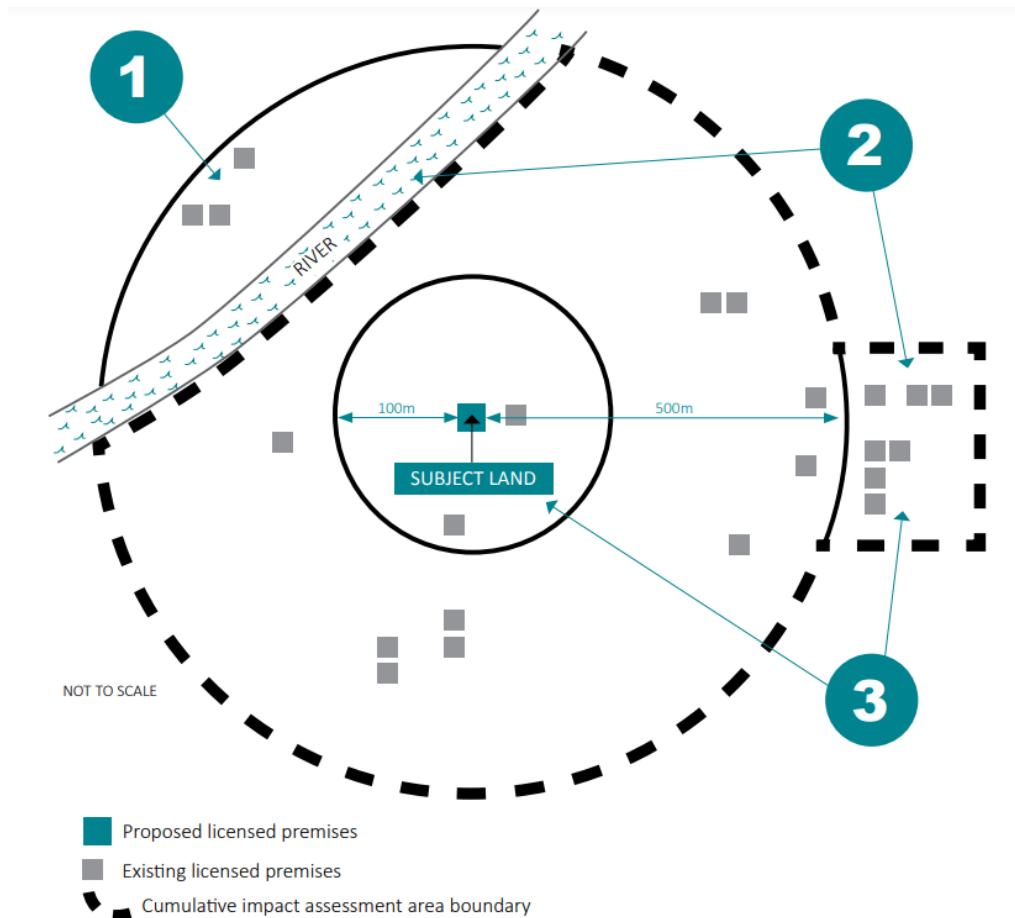 1
2
RIVER
100m
500m
SUBJECT LAND
NOT TO SCALE
3
Proposed licensed premises
Existing licensed premises
Cumulative impact assessment area boundary